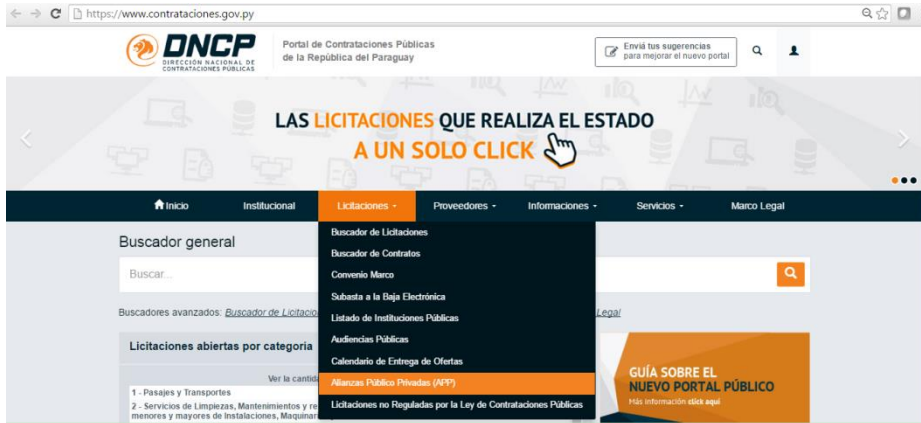 https://www.contrataciones.gov.py
DNCP
DIRECCIÓN NACIONAL DE
CONTRATACIONES PÚBLICAS
Portal de Contrataciones Públicas
de la República del Paraguay
Enviá tus sugerencias
para mejorar el nuevo portal
LAS LICITACIONES QUE REALIZA EL ESTADO
A UN SOLO CLICK
Inicio Institucional Licitaciones Proveedores Informaciones Servicios Marco Legal
Buscador general
Buscar...
Buscadores avanzados: Buscador de Licitacio
Legal
Buscador de Licitaciones
Buscador de Contratos
Convenio Marco
Subasta a la Baja Electrónica
Listado de Instituciones Públicas
Audiencias Públicas
Calendario de Entrega de Ofertas
Alianzas Público Privadas (APP)
Licitaciones no Reguladas por la Ley de Contrataciones Públicas
Licitaciones abiertas por categoria
Ver la cantida
1 - Pasajes y Transportes
2 - Servicios de Limpiezas, Mantenimientos y re
menores y mayores de Instalaciones, Maquinar
GUÍA SOBRE EL
NUEVO PORTAL PÚBLICO
Más información click aquí